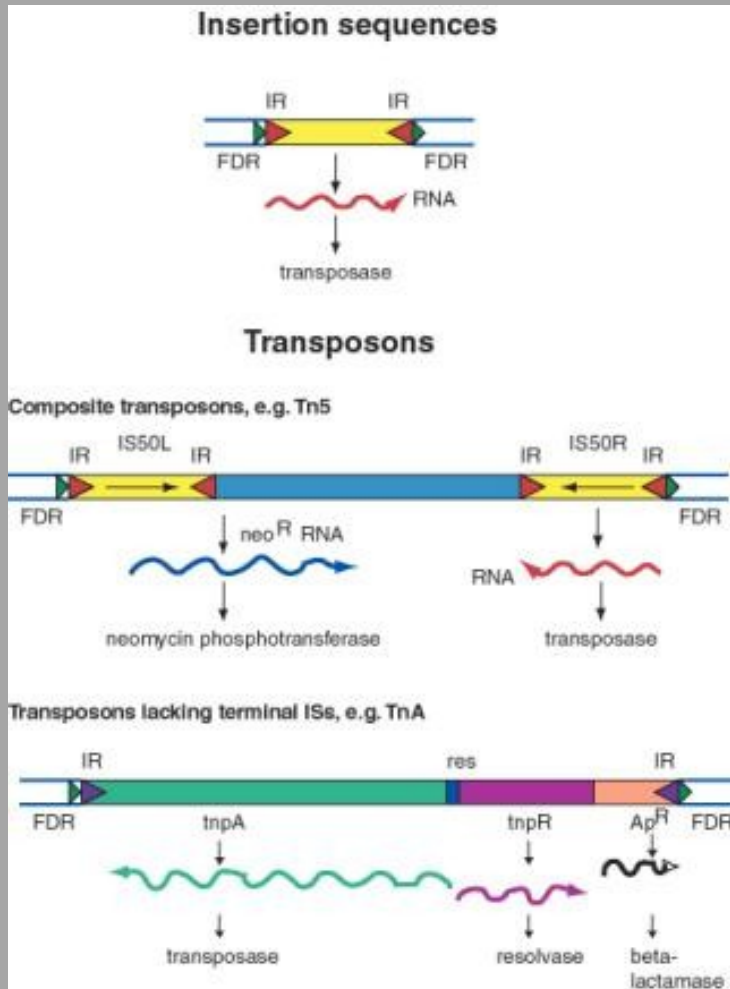 Insertion sequences
IR IR
FDR FDR
RNA
transposase
Transposons
Composite transposons, e.g. Tn5
IR IS50L IR IR IS50R IR
FDR FDR
neo R RNA
RNA
neomycin phosphotransferase transposase
Transposons lacking terminal ISs, e.g. TnA
IR res IR
FDR tnpA tnpR Ap R FDR
transposase resolvase beta-
lactamase